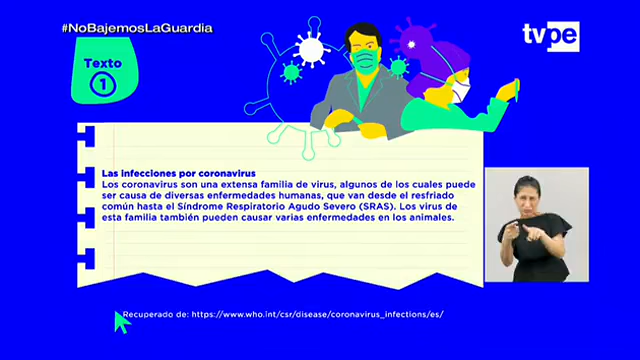 #NoBajemosLaGuardia
tvpe
Texto
1
Las infecciones por coronavirus
Los coronavirus son una extensa familia de virus, algunos de los cuales puede
ser causa de diversas enfermedades humanas, que van desde el resfriado
común hasta el Síndrome Respiratorio Agudo Severo (SRAS). Los virus de
esta familia también pueden causar varias enfermedades en los animales.
Recuperado de: https://www.who.int/csr/disease/coronavirus_infections/es/